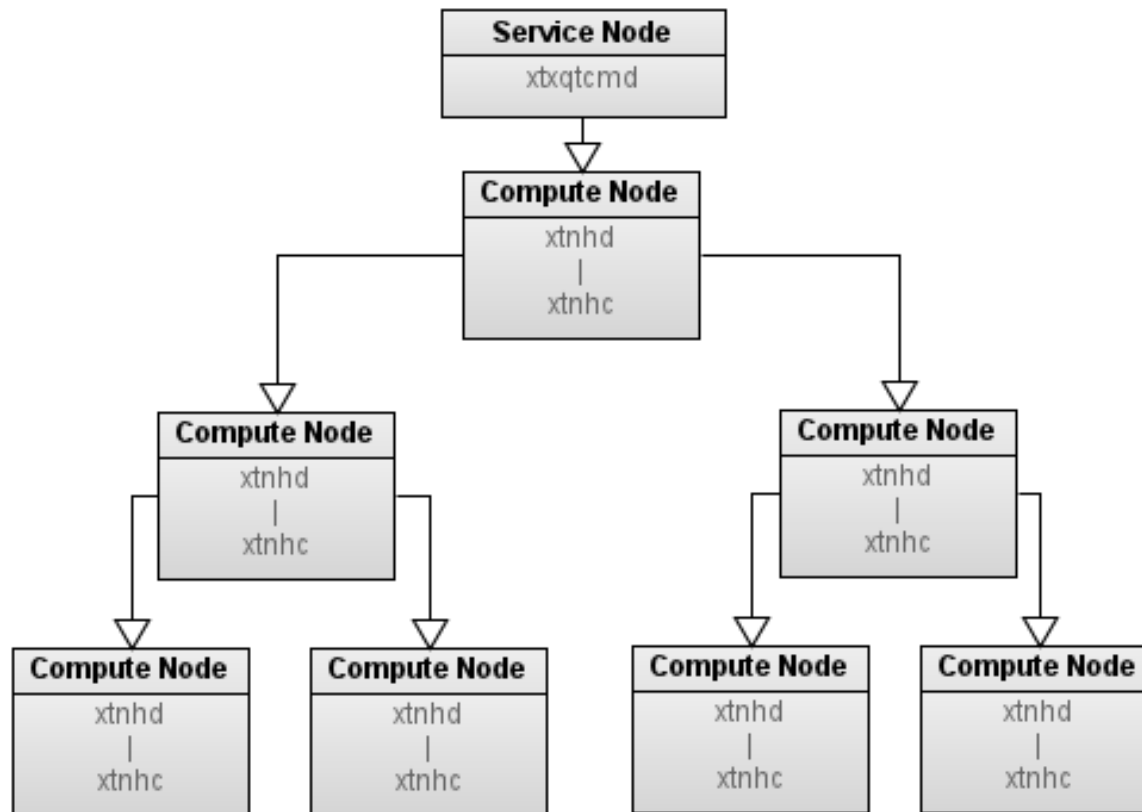 Service Node
xtxqtcmd
Compute Node
xtnhd
|
xtnhc
Compute Node
xtnhd
|
xtnhc
Compute Node
xtnhd
|
xtnhc
Compute Node
xtnhd
|
xtnhc
Compute Node
xtnhd
|
xtnhc
Compute Node
xtnhd
|
xtnhc
Compute Node
xtnhd
|
xtnhc